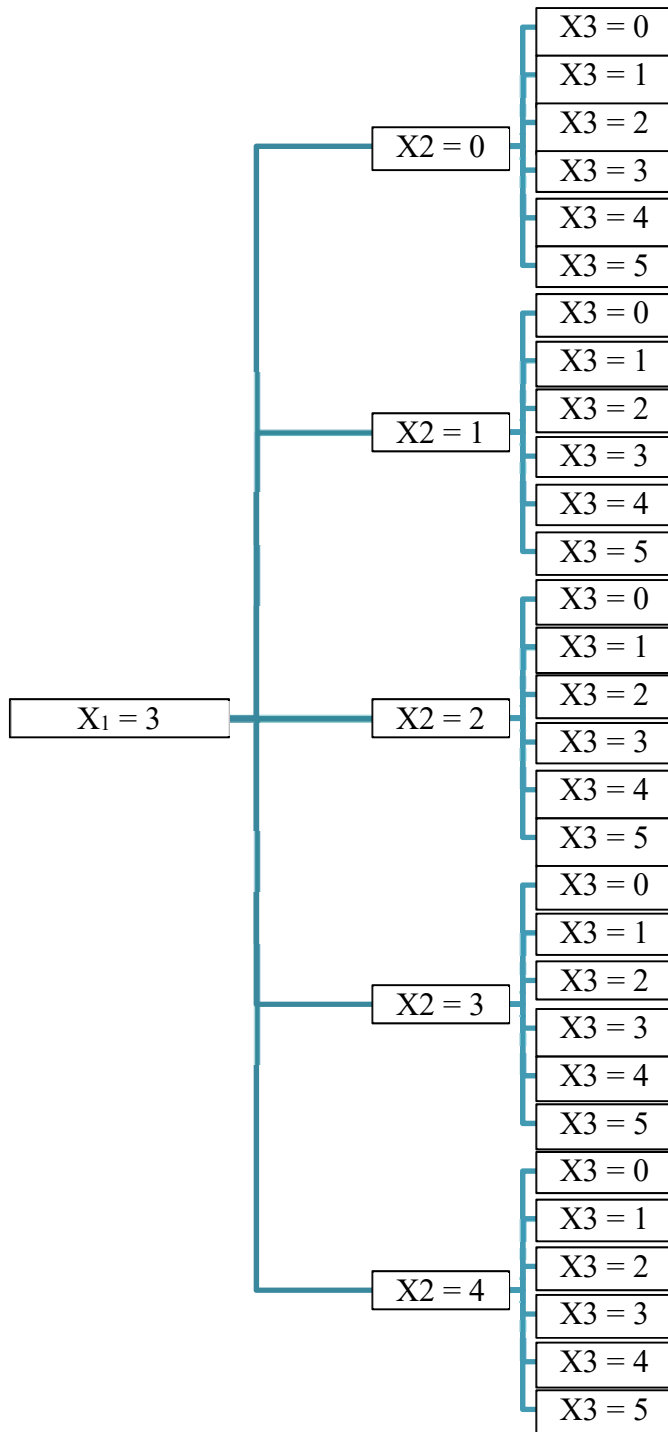 X₁ = 3
X2 = 0
X3 = 0
X3 = 1
X3 = 2
X3 = 3
X3 = 4
X3 = 5
X2 = 1
X3 = 0
X3 = 1
X3 = 2
X3 = 3
X3 = 4
X3 = 5
X2 = 2
X3 = 0
X3 = 1
X3 = 2
X3 = 3
X3 = 4
X3 = 5
X2 = 3
X3 = 0
X3 = 1
X3 = 2
X3 = 3
X3 = 4
X3 = 5
X2 = 4
X3 = 0
X3 = 1
X3 = 2
X3 = 3
X3 = 4
X3 = 5